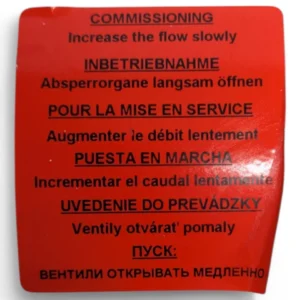 COMMISSIONING
Increase the flow slowly
INBETRIEBNAHME
Absperrorgane langsam öffnen
POUR LA MISE EN SERVICE
Augmenter le débit lentement
PUESTA EN MARCHA
Incrementar el caudal lentamente
UVEDENIE DO PREVÁDZKY
Ventily otvárať pomaly
ПУСК:
ВЕНТИЛИ ОТКРЫВАТЬ МЕДЛЕННО